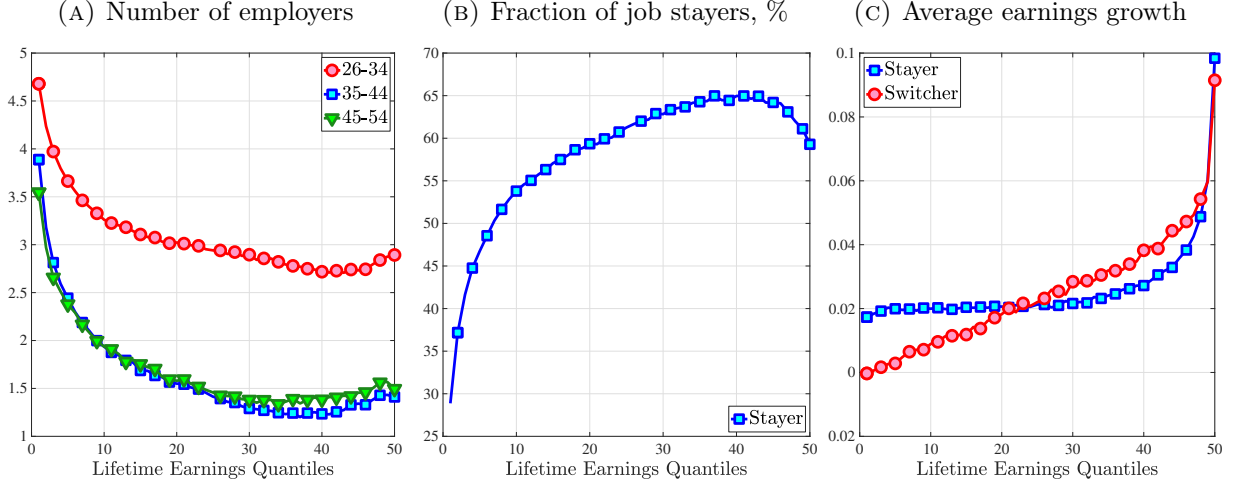 (A) Number of employers
5
4.5
4
3.5
3
2.5
2
1.5
1
0 10 20 30 40 50
Lifetime Earnings Quantiles
26-34
35-44
45-54
(B) Fraction of job stayers, %
70
65
60
55
50
45
40
35
30
25
0 10 20 30 40 50
Lifetime Earnings Quantiles
Stayer
(C) Average earnings growth
0.1
0.08
0.06
0.04
0.02
0
0.02
0 10 20 30 40 50
Lifetime Earnings Quantiles
Stayer
Switcher